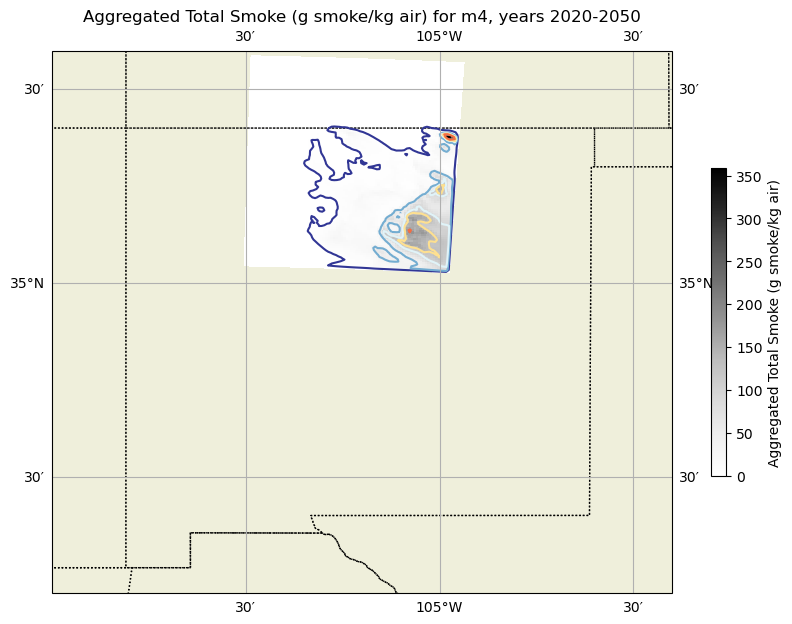 Aggregated Total Smoke (g smoke/kg air) for m4, years 2020-2050
30′ 105°W 30′
30′ 30′
35°N 35°N
30′ 30′
30′ 105°W 30′
350
300
250
200
150
100
50
0
Aggregated Total Smoke (g smoke/kg air)